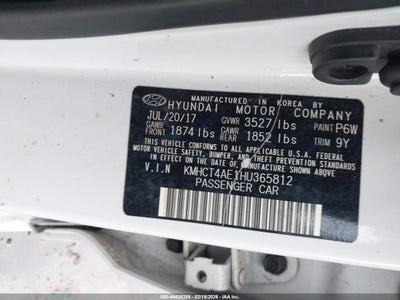 MANUFACTURED IN KOREA BY
HYUNDAI MOTOR COMPANY
JUL/20/17 GVWR 3527 lbs PAINT P6W
GAWR FRONT 1874 lbs GAWR REAR 1852 lbs TRIM 9Y
THIS VEHICLE CONFORMS TO ALL APPLICABLE FEDERAL
MOTOR VEHICLE SAFETY, BUMPER, AND THEFT PREVENTION
STANDARDS IN EFFECT ON THE DATE OF MANUFACTURE SHOWN ABOVE.
V.I.N KMHCT4AE1HU365812
PASSENGER CAR